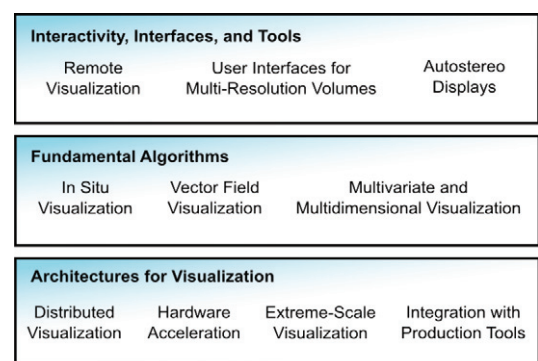 Interactivity, Interfaces, and Tools
Remote Visualization
User Interfaces for Multi-Resolution Volumes
Autostereo Displays
Fundamental Algorithms
In Situ Visualization
Vector Field Visualization
Multivariate and Multidimensional Visualization
Architectures for Visualization
Distributed Visualization
Hardware Acceleration
Extreme-Scale Visualization
Integration with Production Tools